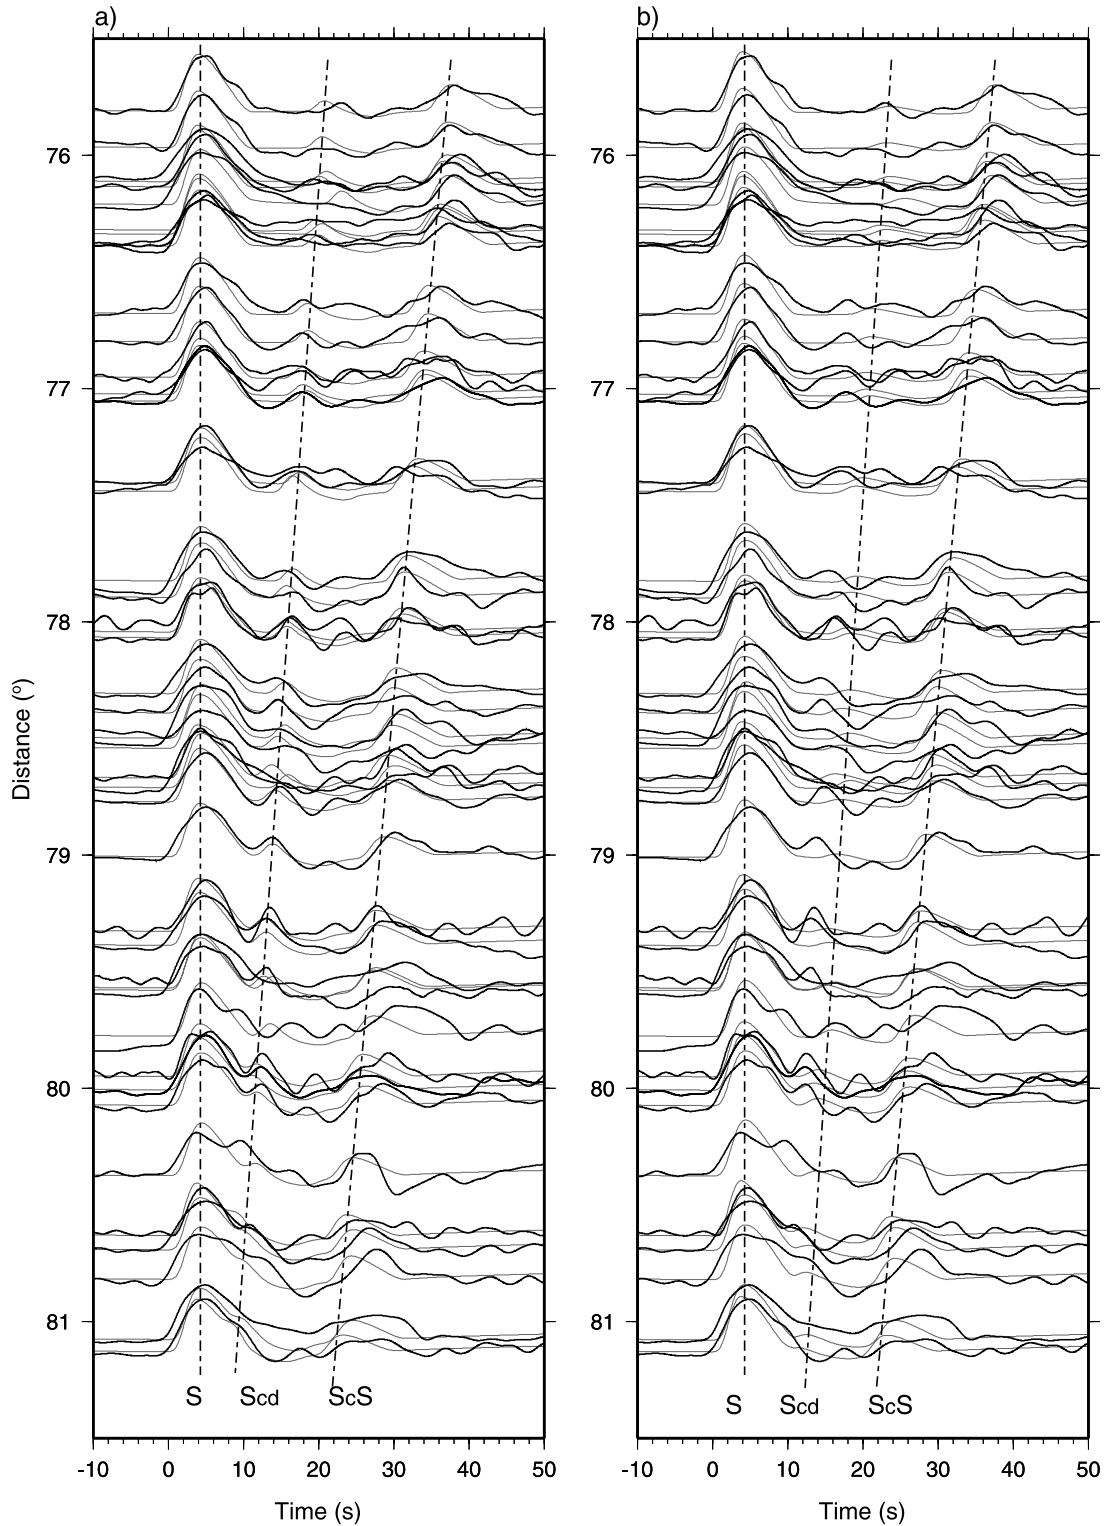 a) b)
76 76
77 77
78 78
Distance (º)
79 79
80 80
81 81
S Scd ScS S Scd ScS
-10 0 10 20 30 40 50 -10 0 10 20 30 40 50
Time (s) Time (s)